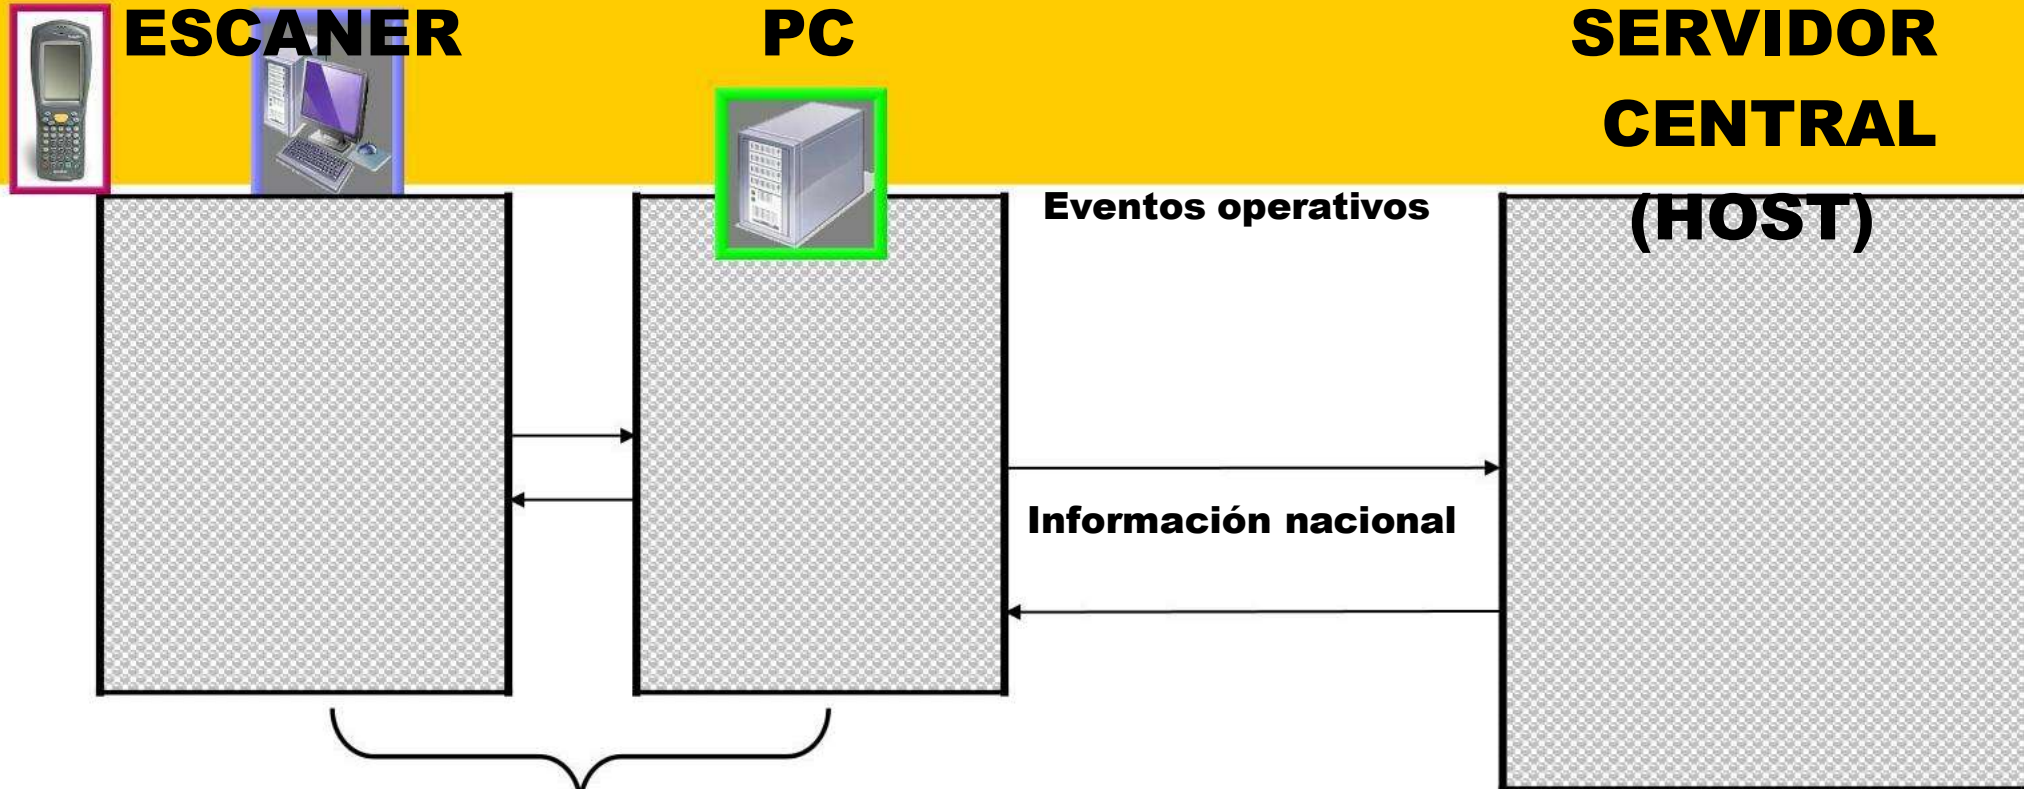 ESCANER
PC
SERVIDOR
CENTRAL
(HOST)
Eventos operativos
Información nacional